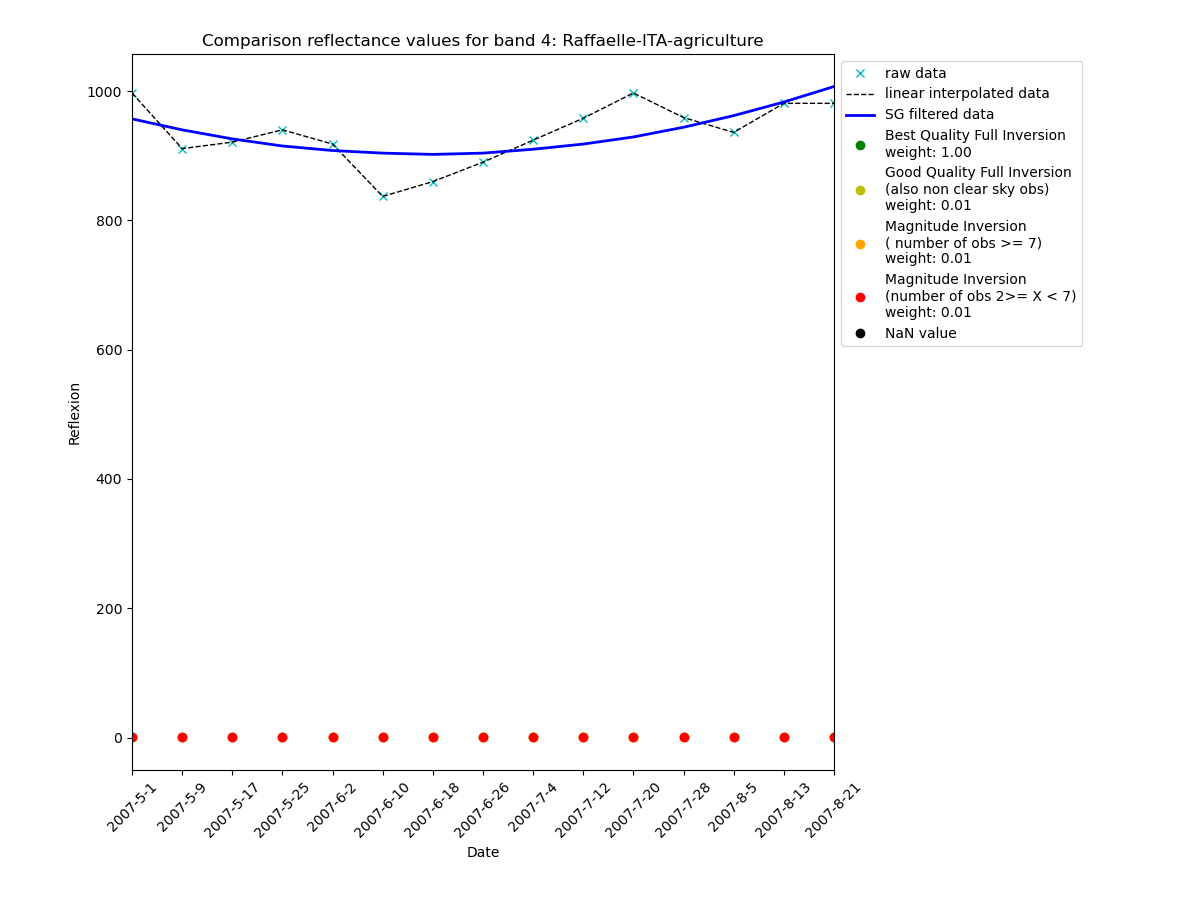 Comparison reflectance values for band 4: Raffaelle-ITA-agriculture
raw data
linear interpolated data
SG filtered data
Best Quality Full Inversion
weight: 1.00
Good Quality Full Inversion
(also non clear sky obs)
weight: 0.01
Magnitude Inversion
( number of obs >= 7)
weight: 0.01
Magnitude Inversion
(number of obs 2>= X < 7)
weight: 0.01
NaN value
1000
800
600
400
200
0
Reflexion
2007-5-1
2007-5-9
2007-5-17
2007-5-25
2007-6-2
2007-6-10
2007-6-18
2007-6-26
2007-7-4
2007-7-12
2007-7-20
2007-7-28
2007-8-5
2007-8-13
2007-8-21
Date